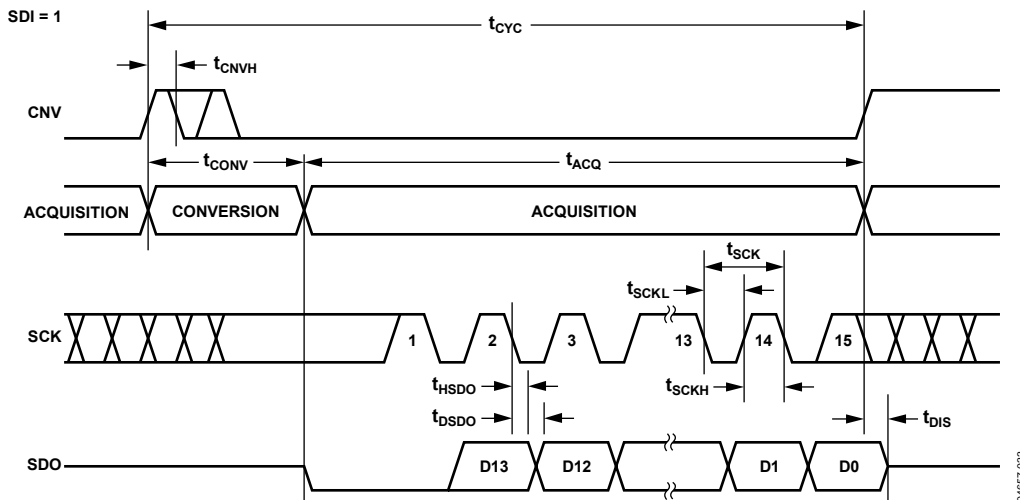 SDI = 1
tCYC
tCNVH
CNV
tCONV
tACQ
ACQUISITION CONVERSION ACQUISITION
tSCK
tSCKL
SCK 1 2 3 13 14 15
tHSDO tSCKH
tDSDO tDIS
SDO D13 D12 D1 D0